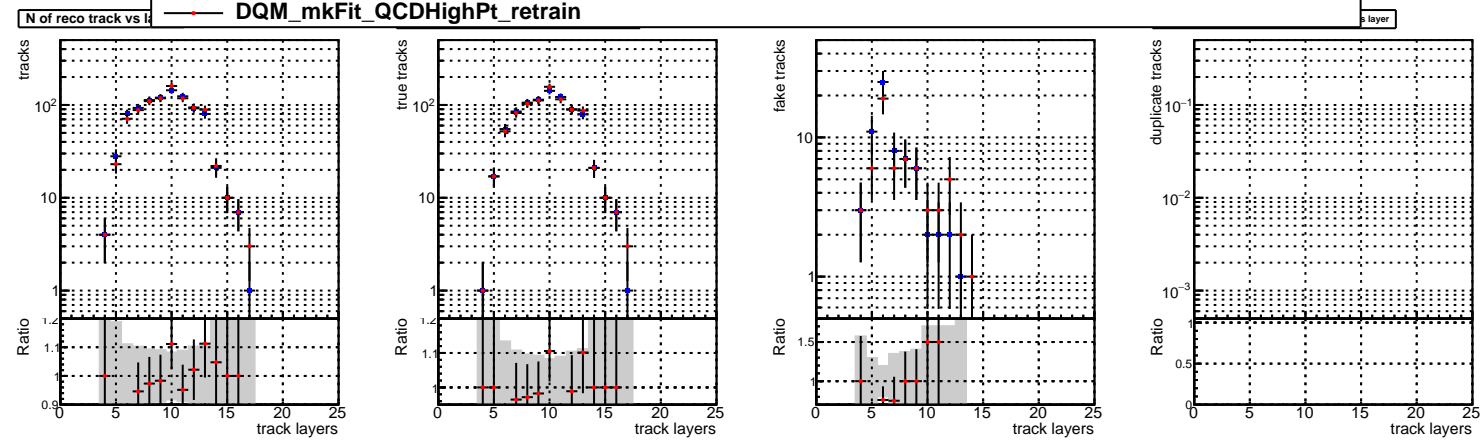 DQM_mkFit_QCDHighPt_retrain
N of reco track vs la
s layer
tracks
10²
10
1
Ratio
1.2
1.1
1
0.9
0 5 10 15 20 25
track layers
true tracks
10²
10
1
Ratio
1.2
1.1
1
0 5 10 15 20 25
track layers
fake tracks
10
1
Ratio
1.5
1
0 5 10 15 20 25
track layers
duplicate tracks
10⁻¹
10⁻²
10⁻³
Ratio
1
0.5
0
0 5 10 15 20 25
track layers